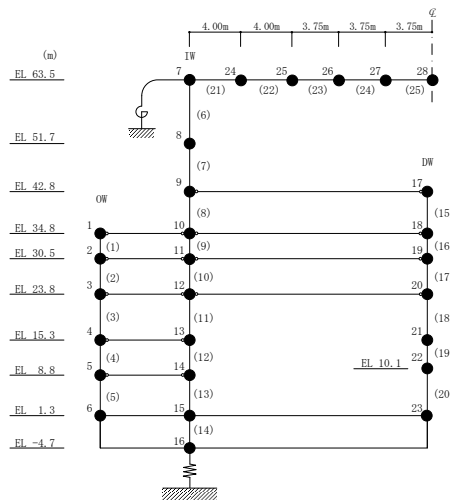 ℄
4.00m 4.00m 3.75m 3.75m 3.75m
(m) IW
EL 63.5 7 24 25 26 27 28
(21) (22) (23) (24) (25)
(6)
EL 51.7 8
(7) DW
EL 42.8 9 17
OW (8) (15
EL 34.8 1 10 18
(1) (9) (16
EL 30.5 2 11 19
(2) (10) (17
EL 23.8 3 12 20
(3) (11) (18
EL 15.3 4 13 21
(4) (12) (19
EL 10.1 22
EL 8.8 5 14
(5) (13) (20
EL 1.3 6 15 23
(14)
EL -4.7 16